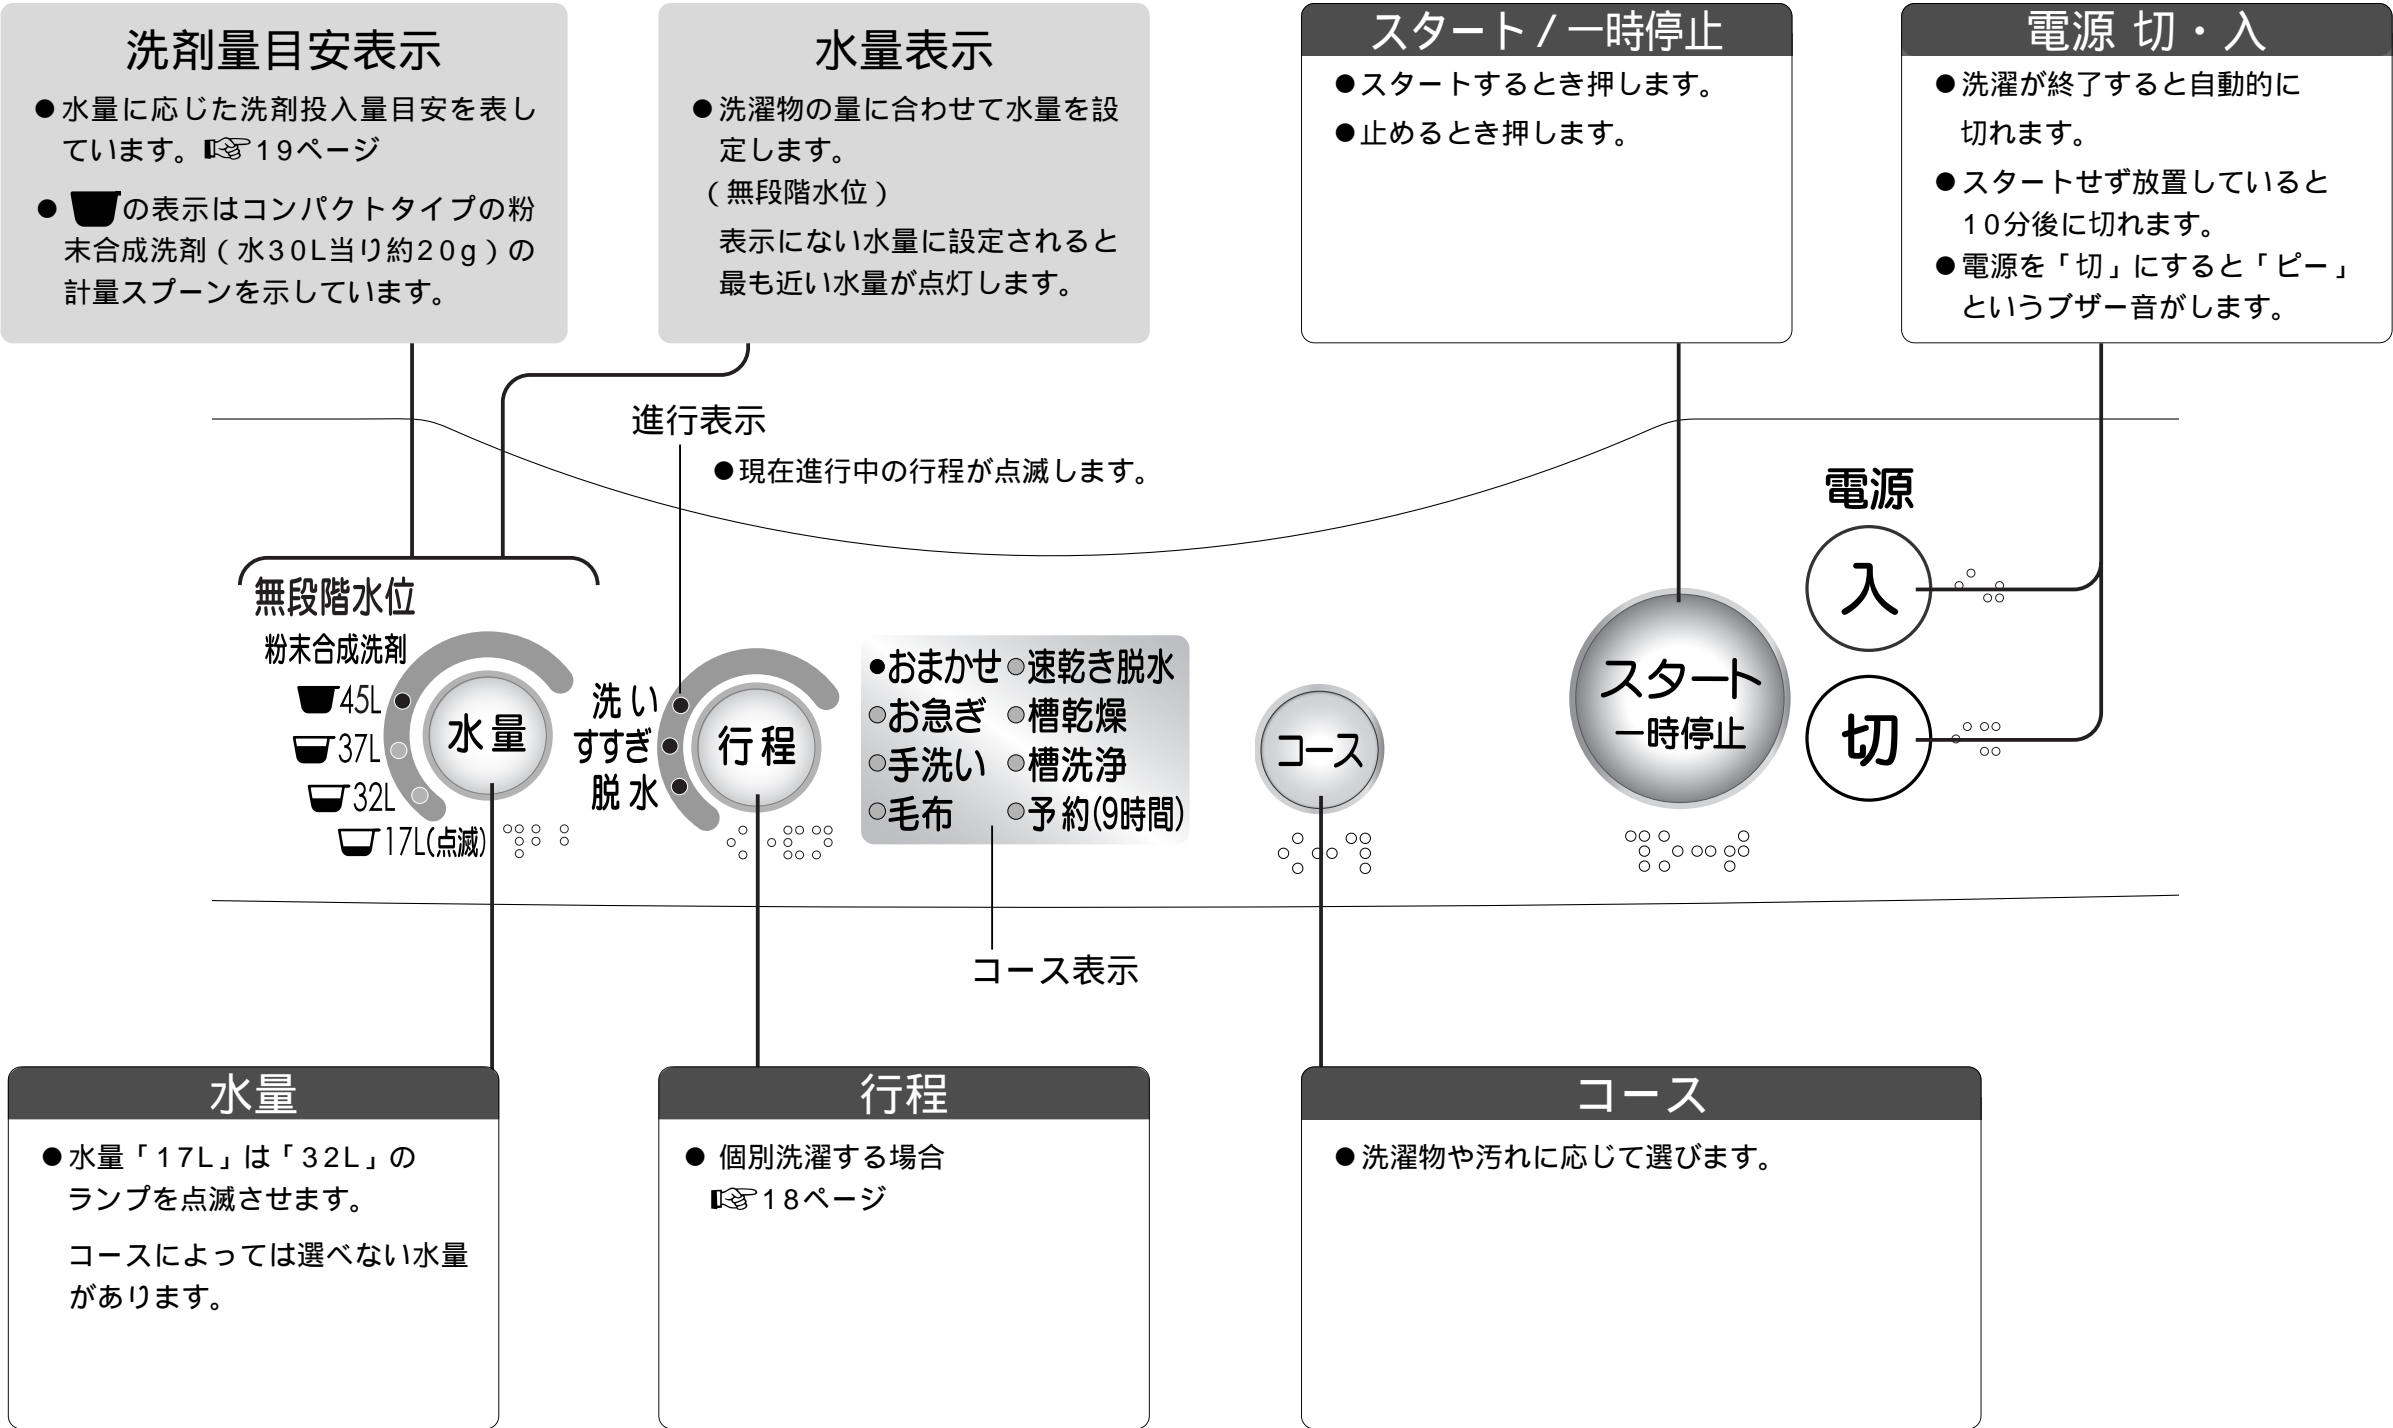 洗剤量目安表示
●水量に応じた洗剤投入量目安を表し
ています。☞19ページ
●の表示はコンパクトタイプの粉
末合成洗剤（水30L当り約20g）の
計量スプーンを示しています。
水量表示
●洗濯物の量に合わせて水量を設
定します。
（無段階水位）
表示にない水量に設定されると
最も近い水量が点灯します。
スタート/一時停止
●スタートするとき押します。
●止めるとき押します。
電源 切・入
●洗濯が終了すると自動的に
切れます。
●スタートせず放置していると
10分後に切れます。
●電源を「切」にすると「ピー」
というブザー音がします。
進行表示
●現在進行中の行程が点滅します。
無段階水位
粉末合成洗剤
45L
37L
32L
17L(点滅)
水量
洗い
すすぎ
脱水
行程
●おまかせ ○速乾き脱水
○お急ぎ ○槽乾燥
○手洗い ○槽洗浄
○毛布 ○予約(9時間)
コース
スタート
一時停止
電源
入
切
コース表示
水量
●水量「17L」は「32L」の
ランプを点滅させます。
コースによっては選べない水量
があります。
行程
●個別洗濯する場合
☞18ページ
コース
●洗濯物や汚れに応じて選びます。